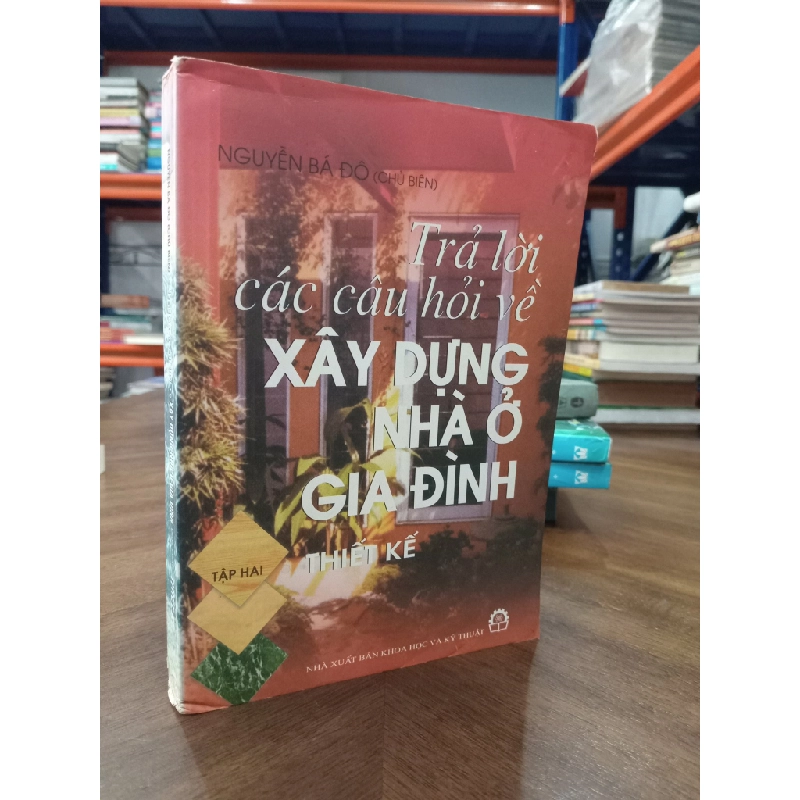 NGUYỄN BÁ ĐÔ (CHỦ BIÊN)
Trả lời
các câu hỏi về
XÂY DỰNG
NHÀ Ở
GIA ĐÌNH
THIẾT KẾ
TẬP HAI
NHÀ XUẤT BẢN KHOA HỌC VÀ KỸ THUẬT